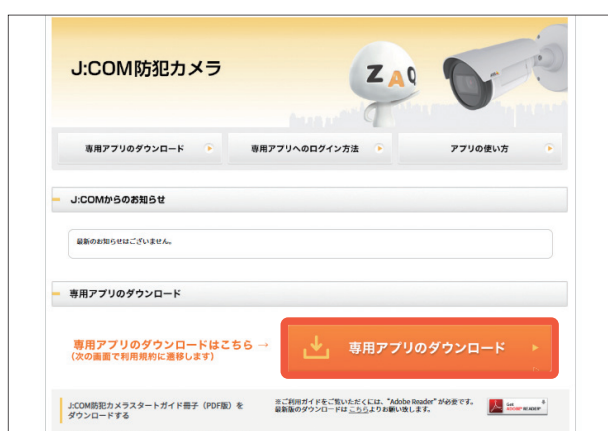 J:COM防犯カメラ
ZAQ
専用アプリのダウンロード
専用アプリへのログイン方法
アプリの使い方
J:COMからのお知らせ
最新のお知らせはございません。
専用アプリのダウンロード
専用アプリのダウンロードはこちら →
(次の画面で利用規約に遷移します)
専用アプリのダウンロード
J:COM防犯カメラスタートガイド冊子（PDF版）を
ダウンロードする
※ご利用ガイドをご覧いただくには、"Adobe Reader"が必要です。
最新版のダウンロードは こちらよりお願い致します。
Get
ADOBE® READER®